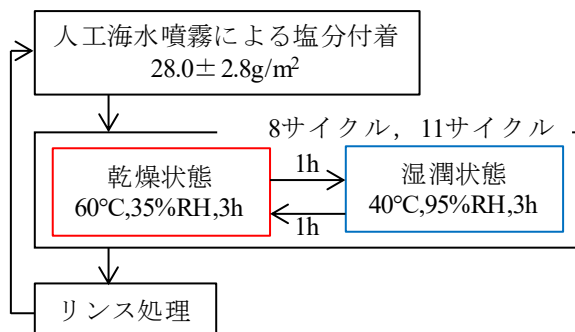 人工海水噴霧による塩分付着
28.0±2.8g/m²
8サイクル，11サイクル
乾燥状態
60℃,35%RH,3h
1h
1h
湿潤状態
40℃,95%RH,3h
リンス処理